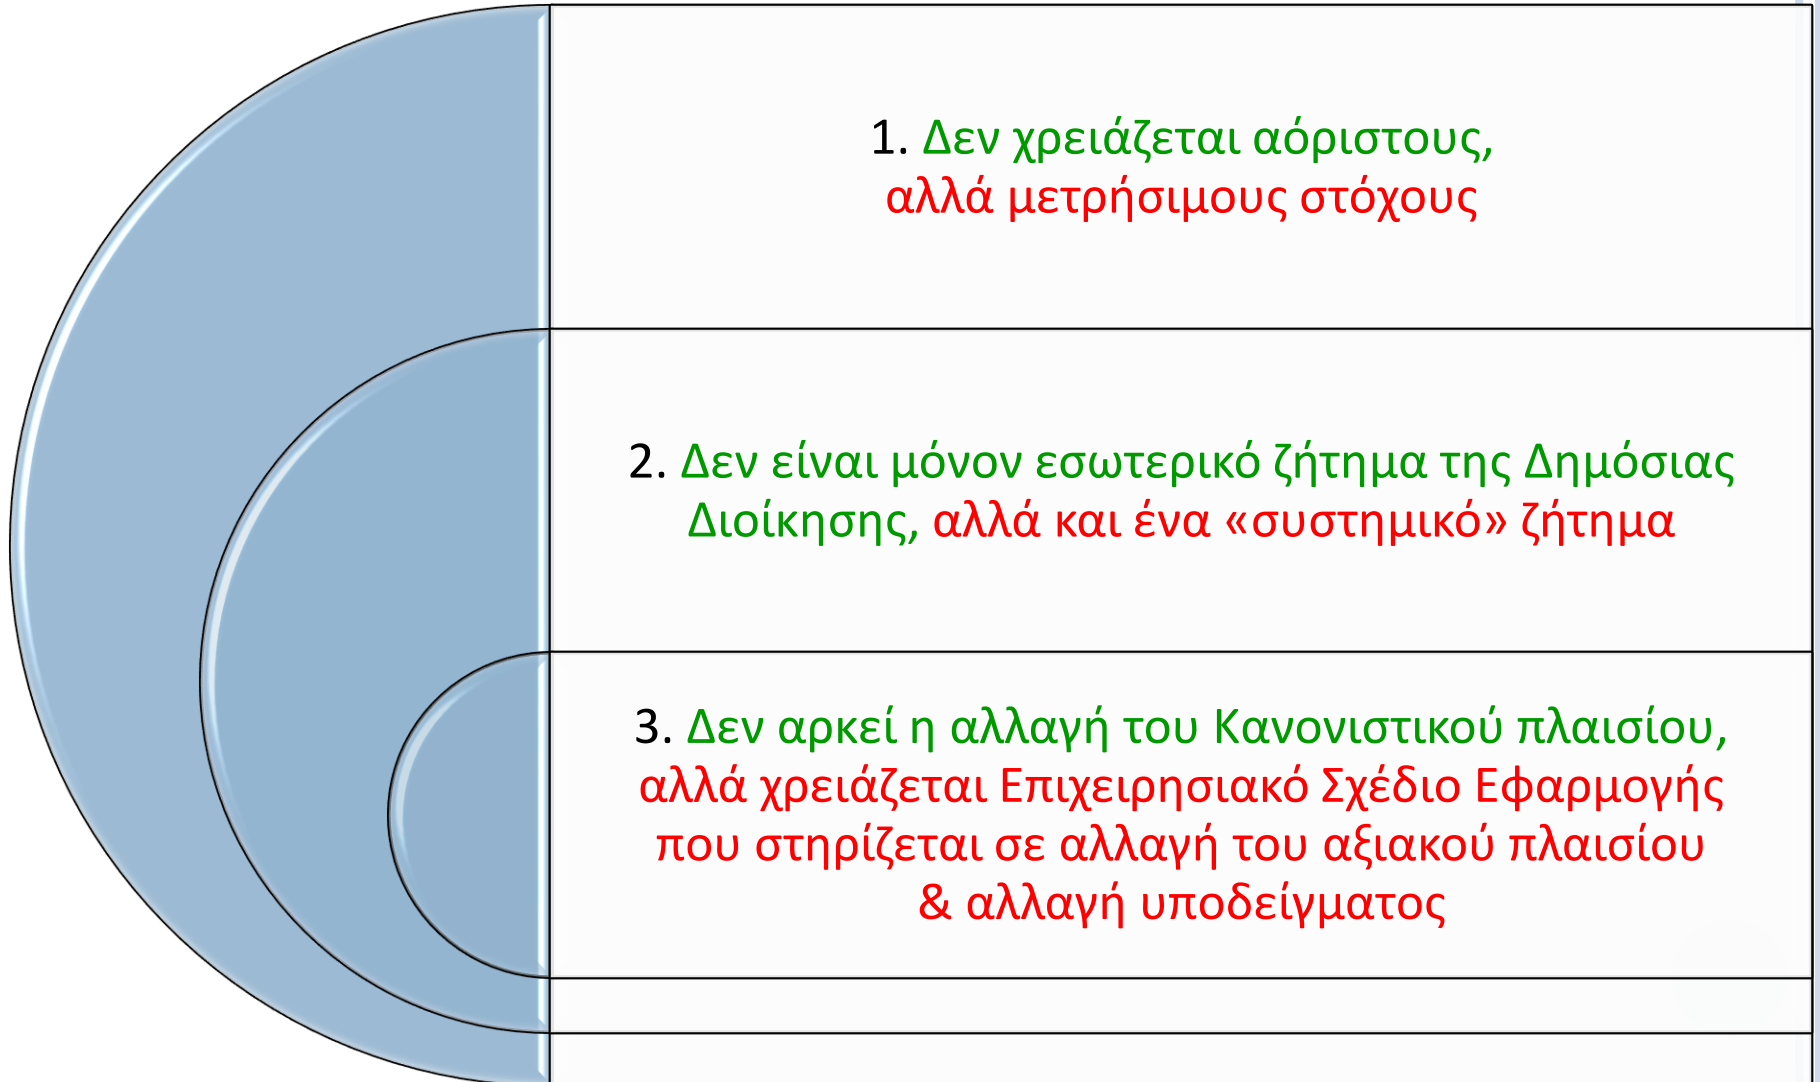 1. Δεν χρειάζεται αόριστους,
αλλά μετρήσιμους στόχους
2. Δεν είναι μόνον εσωτερικό ζήτημα της Δημόσιας
Διοίκησης, αλλά και ένα «συστημικό» ζήτημα
3. Δεν αρκεί η αλλαγή του Κανονιστικού πλαισίου,
αλλά χρειάζεται Επιχειρησιακό Σχέδιο Εφαρμογής
που στηρίζεται σε αλλαγή του αξιακού πλαισίου
& αλλαγή υποδείγματος